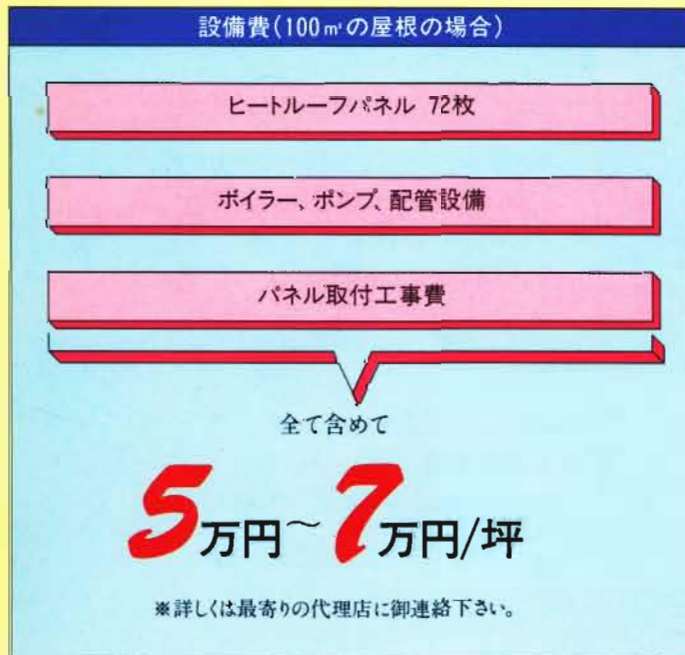 設備費(100㎡の屋根の場合)
ヒートルーフパネル 72枚
ボイラー、ポンプ、配管設備
パネル取付工事費
全て含めて
5万円～7万円/坪
※詳しくは最寄りの代理店に御連絡下さい。